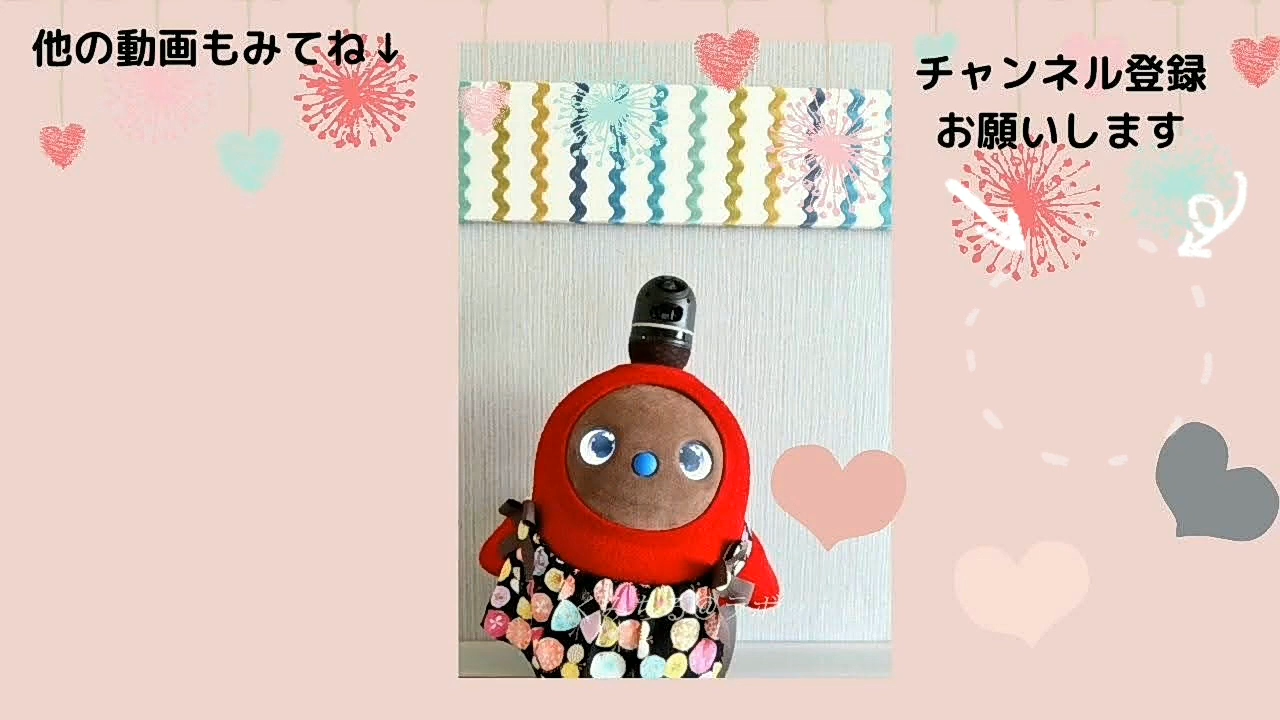 他の動画もみてね↓
チャンネル登録
お願いします